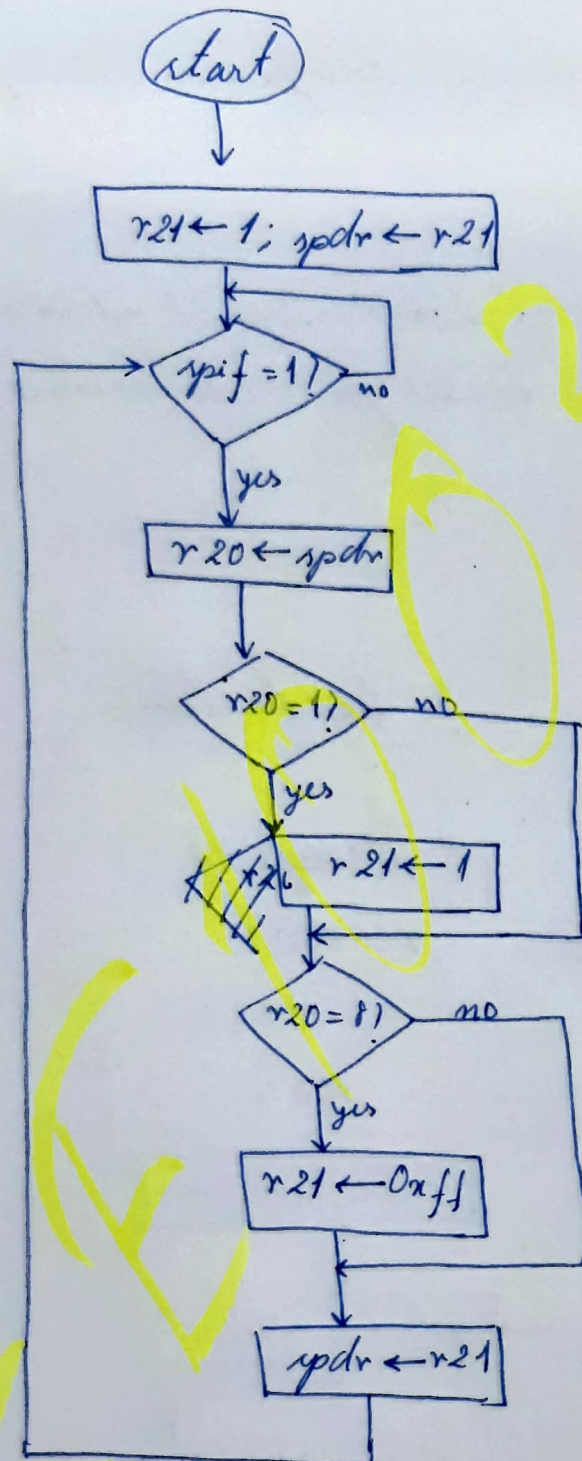 start
r21 ← 1; spdr ← r21
spif = 1?
no
yes
r20 ← spdr
r20 = 1?
no
yes
r21 ← 1
r20 = 8?
no
yes
r21 ← 0xff
spdr ← r21